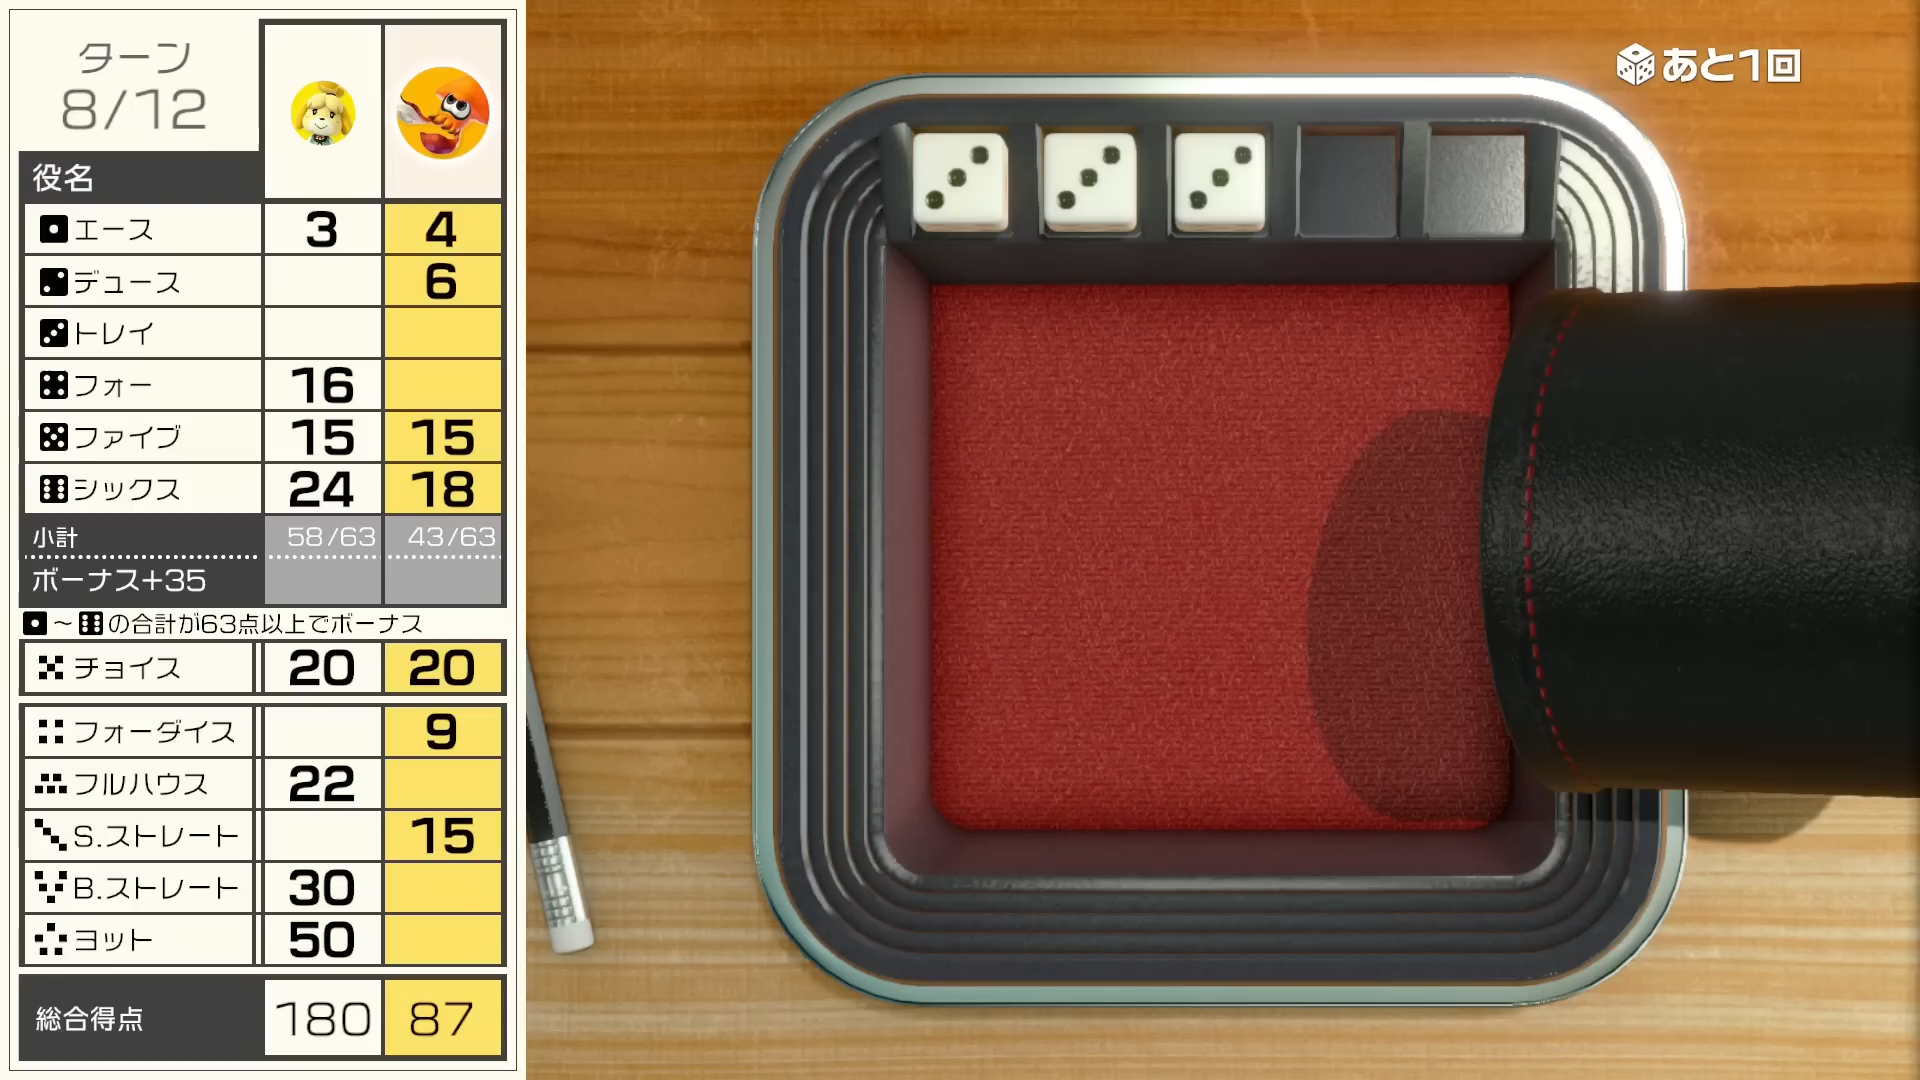 ターン
8/12
あと1回
役名
エース 3 4
デュース 6
トレイ
フォー 16
ファイブ 15 15
シックス 24 18
小計 58/63 43/63
ボーナス+35
~の合計が63点以上でボーナス
チョイス 20 20
フォーダイス 9
フルハウス 22
S.ストレート 15
B.ストレート 30
ヨット 50
総合得点 180 87